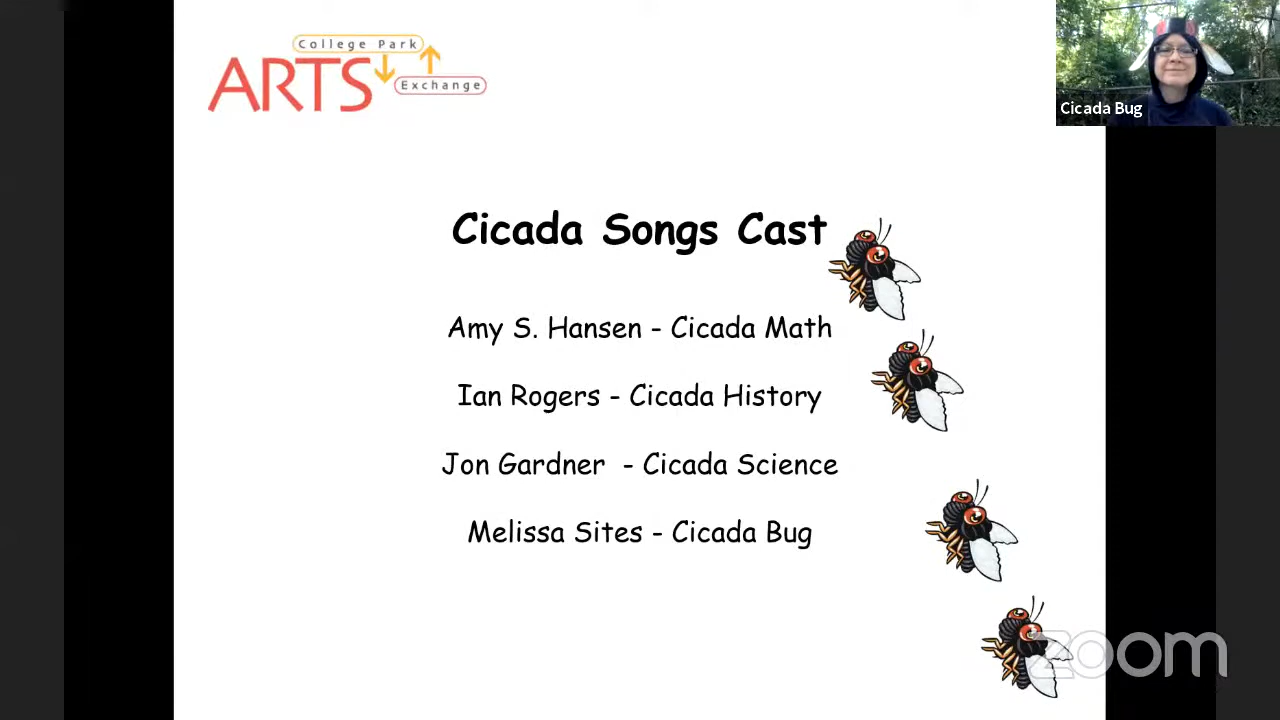 College Park
ARTS
Exchange
Cicada Bug
Cicada Songs Cast
Amy S. Hansen - Cicada Math
Ian Rogers - Cicada History
Jon Gardner - Cicada Science
Melissa Sites - Cicada Bug
zoom